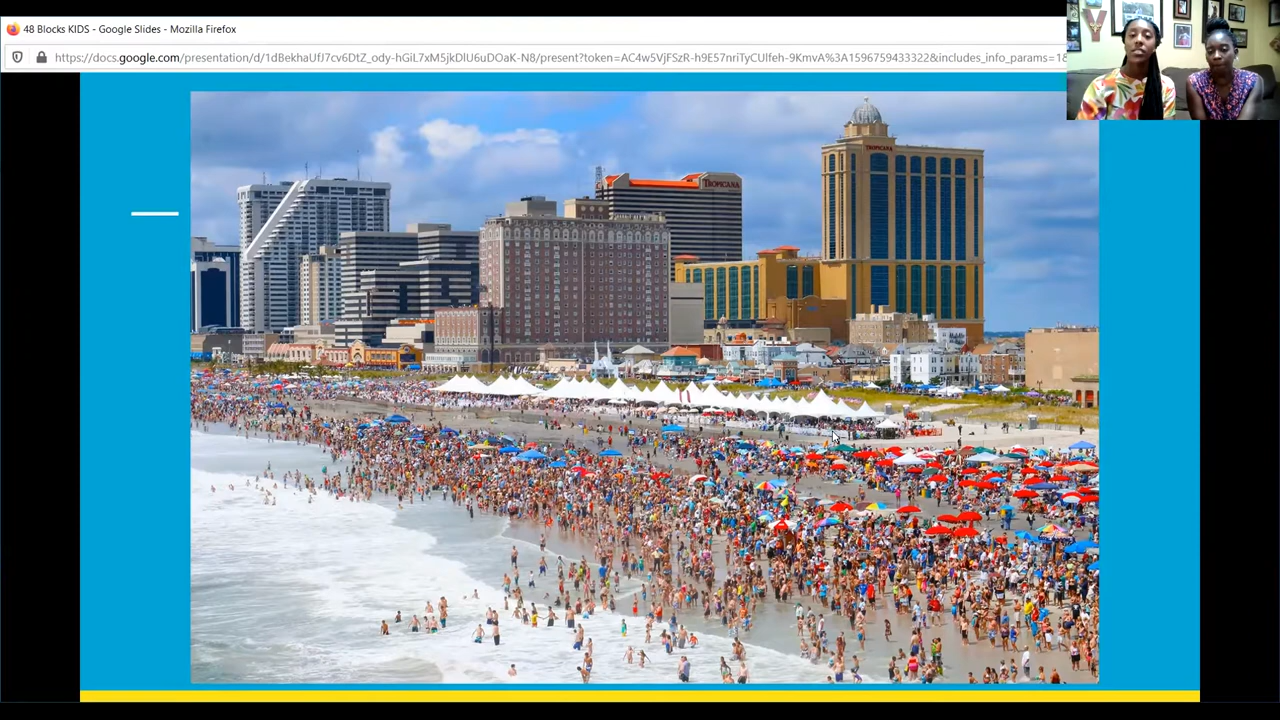 48 Blocks KIDS - Google Slides - Mozilla Firefox
https://docs.google.com/presentation/d/1dBekhaUfJ7cv6DtZ_ody-hGiL7xM5jkDlU6uDOaK-N8/present?token=AC4w5VjFSzR-h9E57nriTyCUlfeh-9KmvA%3A1596759433322&includes_info_params=18
TROPICANA
TROPICANA